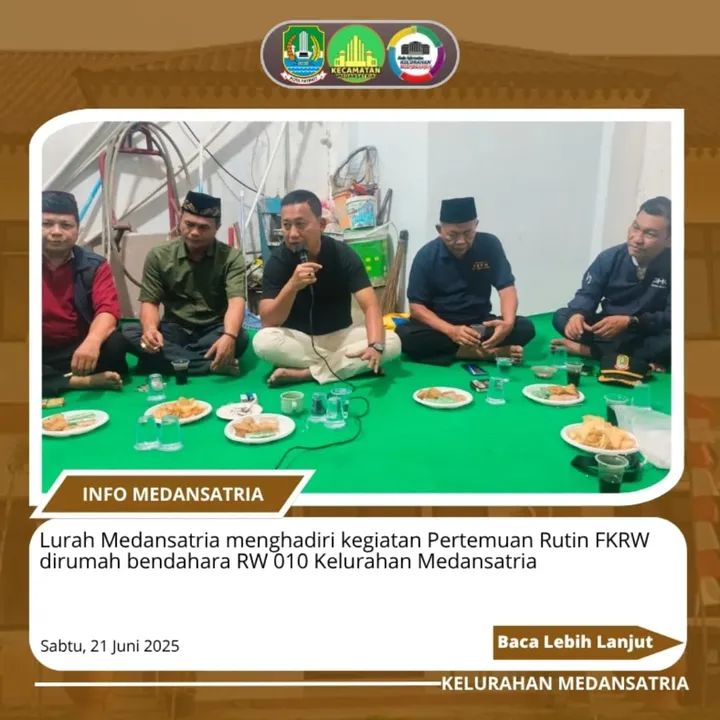 KECAMATAN
MEDANSATRIA
INFO MEDANSATRIA
Lurah Medansatria menghadiri kegiatan Pertemuan Rutin FKRW
dirumah bendahara RW 010 Kelurahan Medansatria
Sabtu, 21 Juni 2025
Baca Lebih Lanjut
KELURAHAN MEDANSATRIA